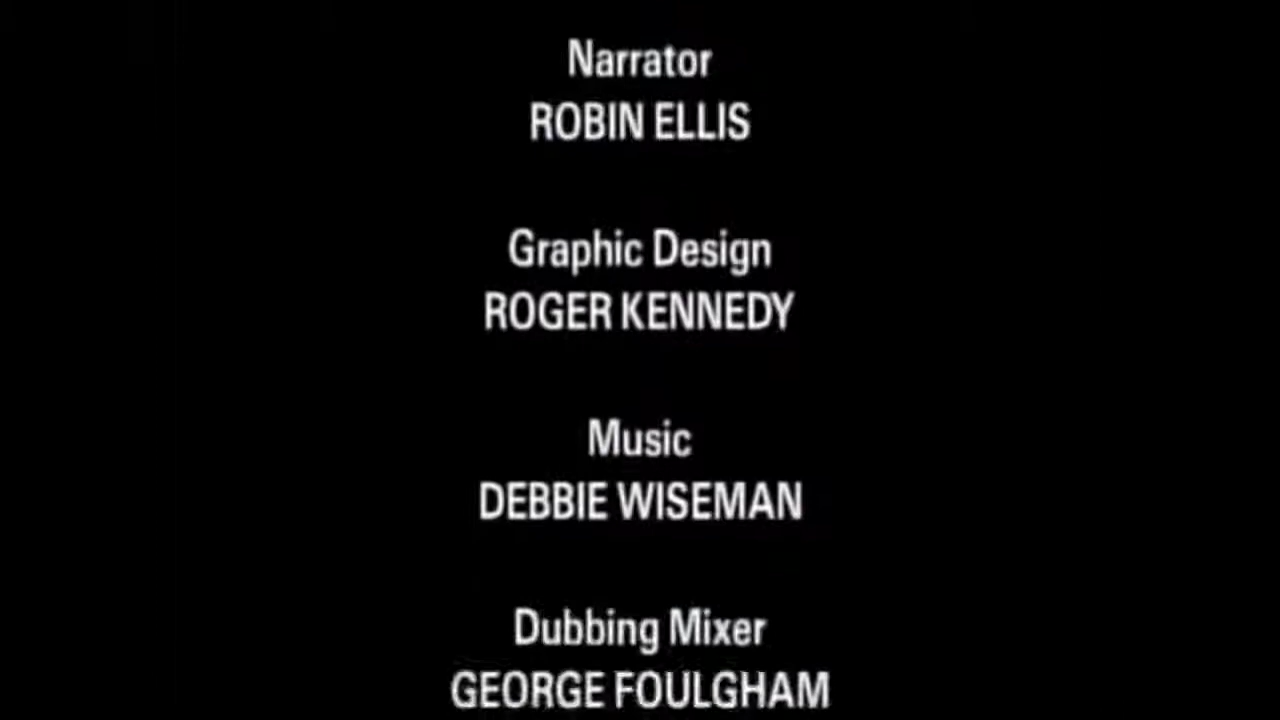 Narrator
ROBIN ELLIS
Graphic Design
ROGER KENNEDY
Music
DEBBIE WISEMAN
Dubbing Mixer
GEORGE FOULGHAM